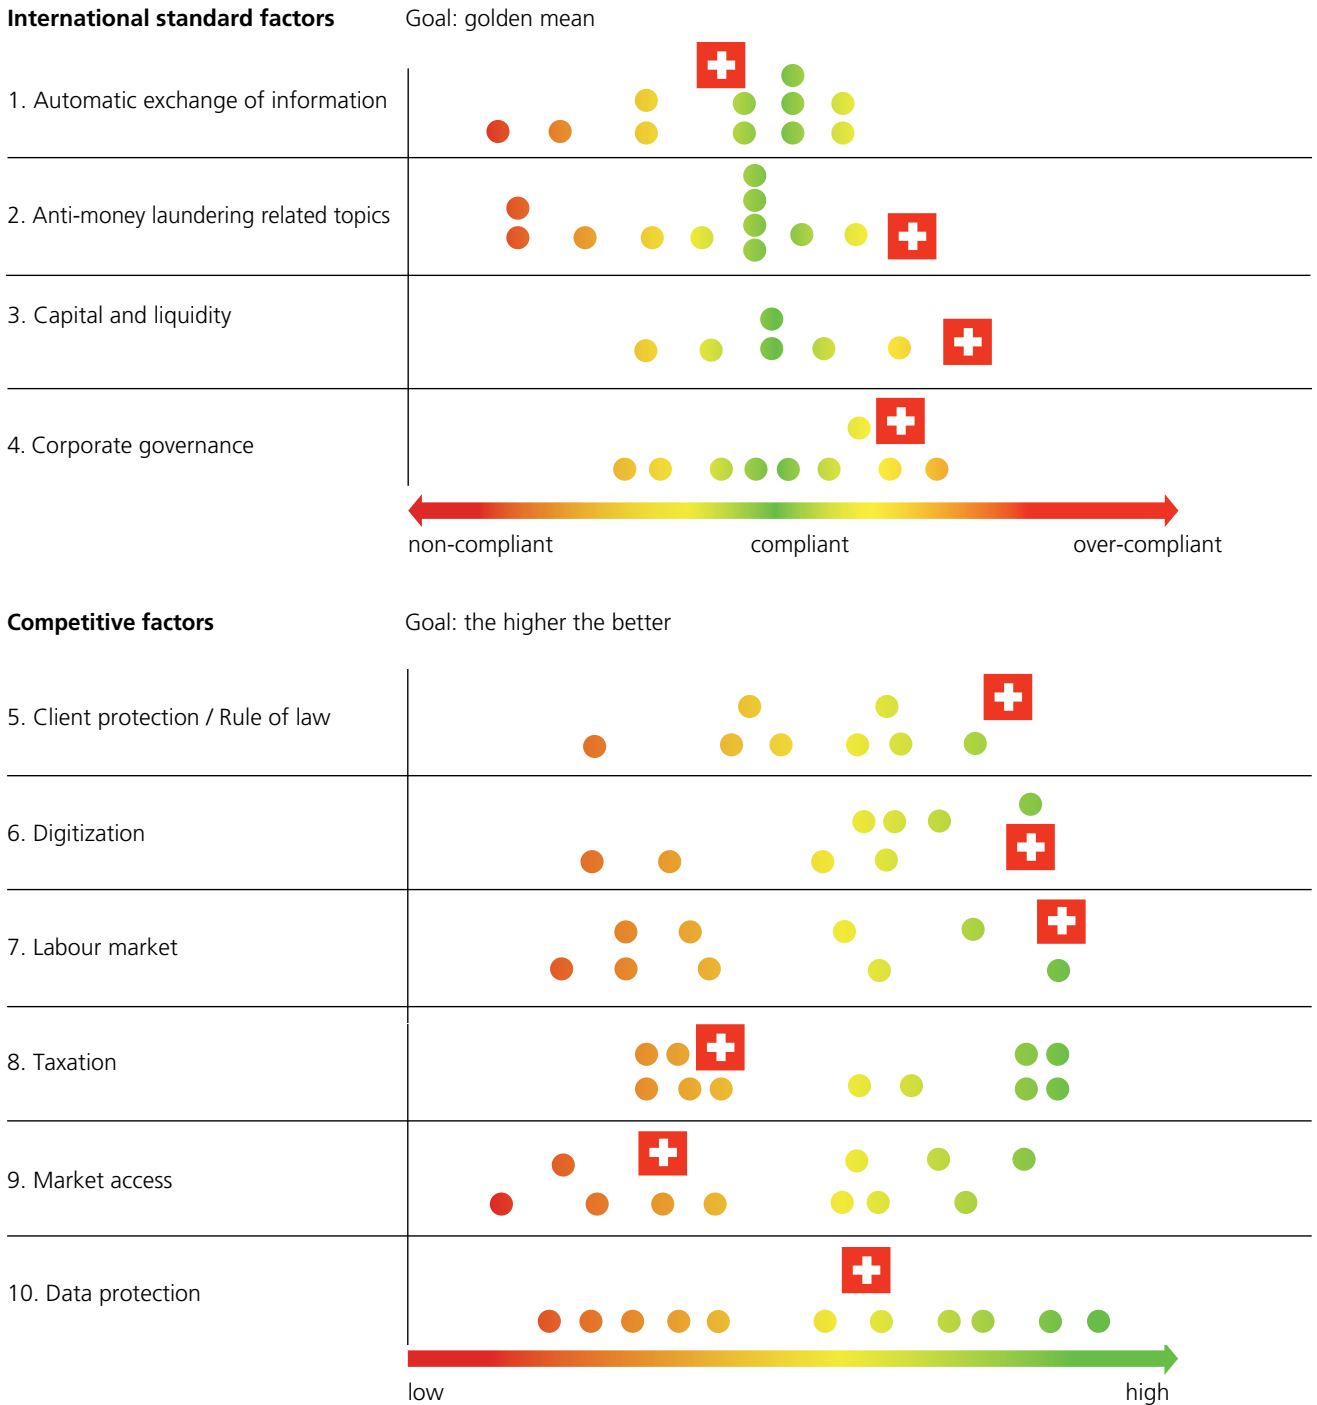 International standard factors
Goal: golden mean
1. Automatic exchange of information
2. Anti-money laundering related topics
3. Capital and liquidity
4. Corporate governance
non-compliant
compliant
over-compliant
Competitive factors
Goal: the higher the better
5. Client protection / Rule of law
6. Digitization
7. Labour market
8. Taxation
9. Market access
10. Data protection
low
high